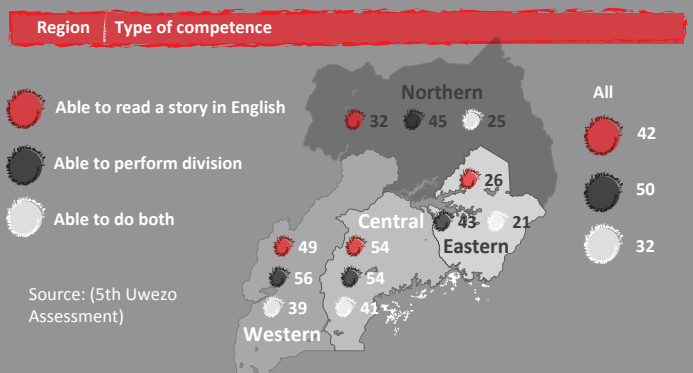 Region Type of competence
Able to read a story in English
Able to perform division
Able to do both
Source: (5th Uwezo
Assessment)
Northern
32 45 25
26
Central
43 21
Eastern
49 54
56 54
39 41
Western
All
42
50
32